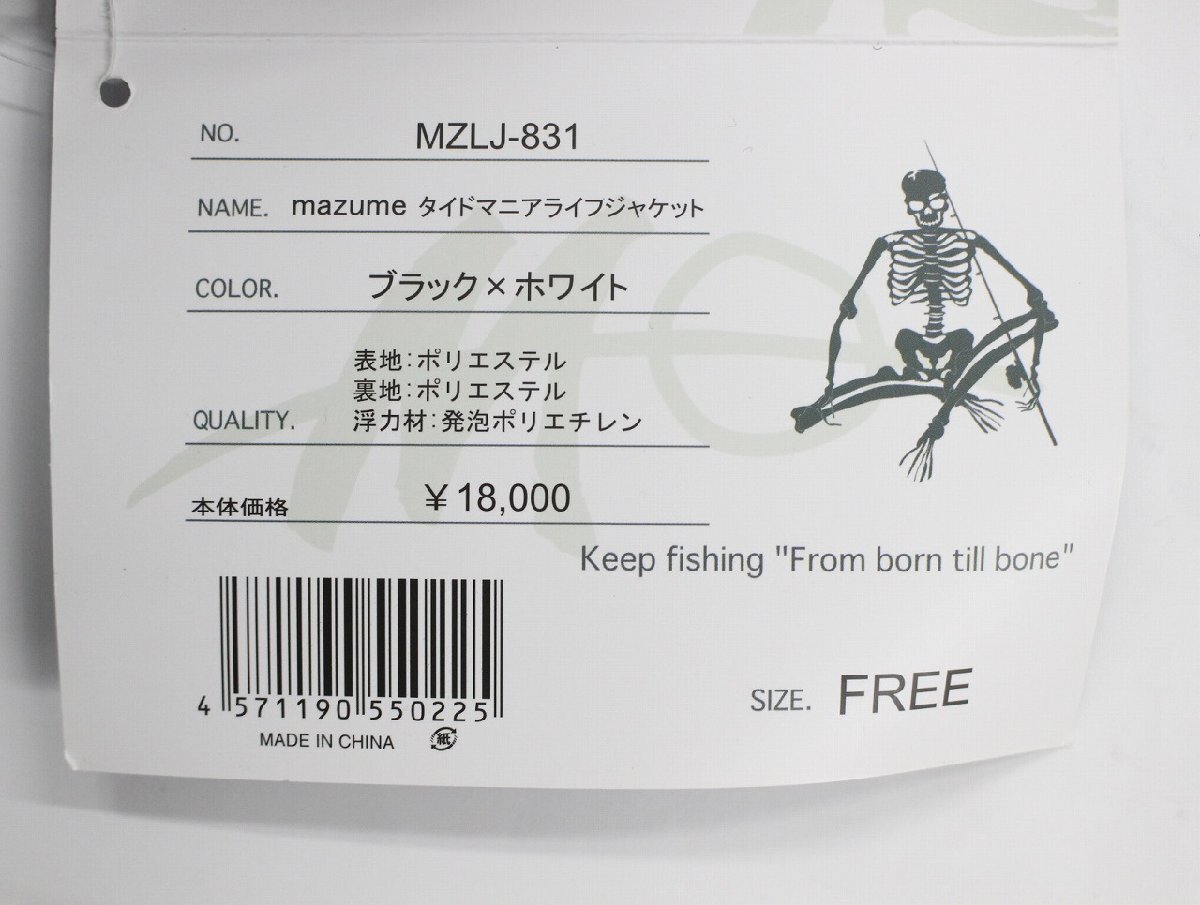 NO. MZLJ-831
NAME. mazume タイドマニアライフジャケット
COLOR. ブラック×ホワイト
表地:ポリエステル
裏地:ポリエステル
QUALITY. 浮力材:発泡ポリエチレン
本体価格 ¥18,000
Keep fishing "From born till bone"
4 571190 550225
SIZE. FREE
MADE IN CHINA 紙